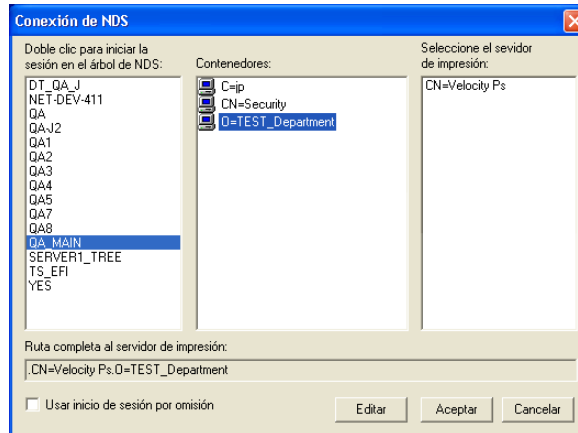 Conexión de NDS
Doble clic para iniciar la
sesión en el árbol de NDS:
DT_QA_J
NET-DEV-411
QA
QA-J2
QA1
QA2
QA3
QA4
QA5
QA7
QA8
QA_MAIN
SERVER1_TREE
TS_EFI
YES
Contenedores:
C=ip
CN=Security
O=TEST_Department
Seleccione el sevidor
de impresión:
CN=Velocity Ps
Ruta completa al servidor de impresión:
.CN=Velocity Ps.O=TEST_Department
Usar inicio de sesión por omisión
Editar
Aceptar
Cancelar